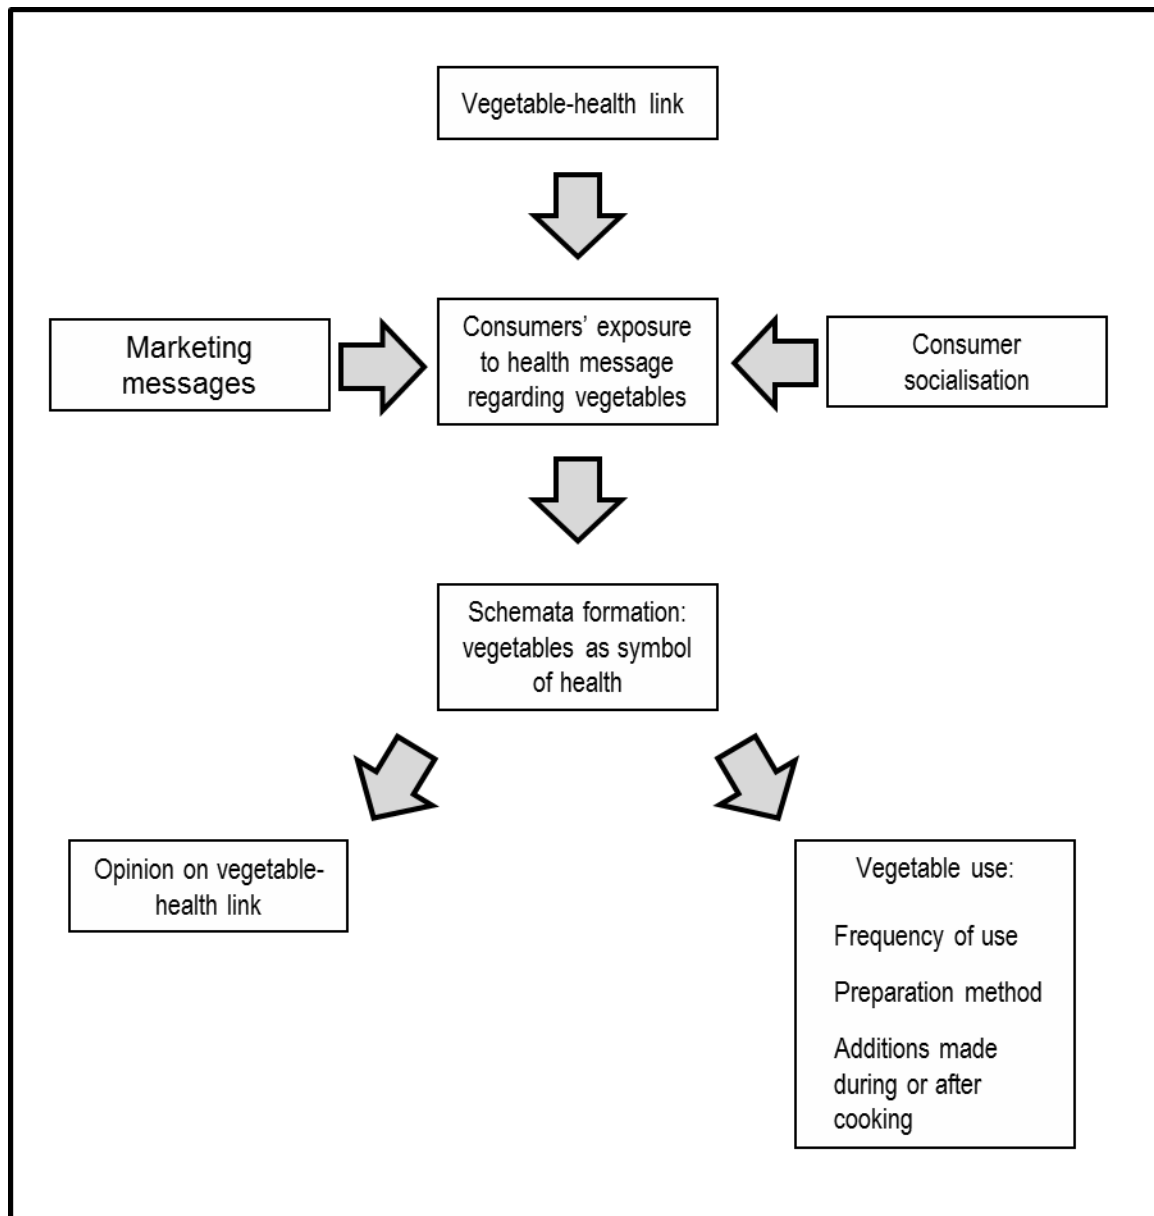 Vegetable-health link
Marketing
messages
Consumers’ exposure
to health message
regarding vegetables
Consumer
socialisation
Schemata formation:
vegetables as symbol
of health
Opinion on vegetable-
health link
Vegetable use:
Frequency of use
Preparation method
Additions made
during or after
cooking